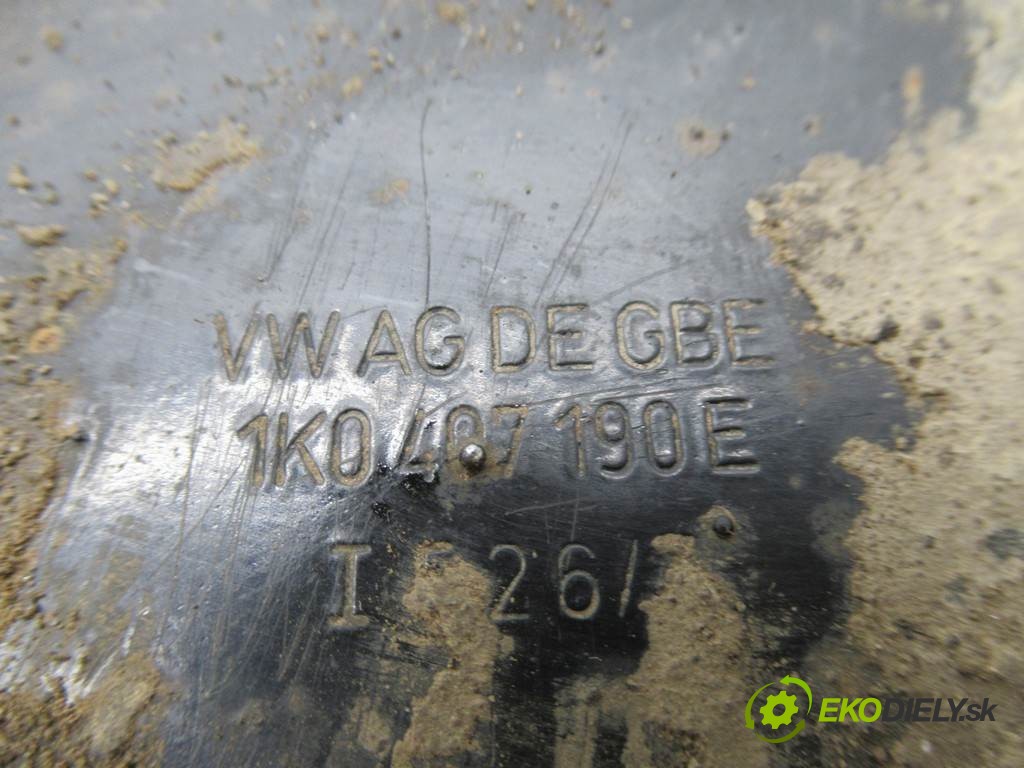 VW AG DE GBE
1K0 407 190 E
I 26/
EKODIELY.sk